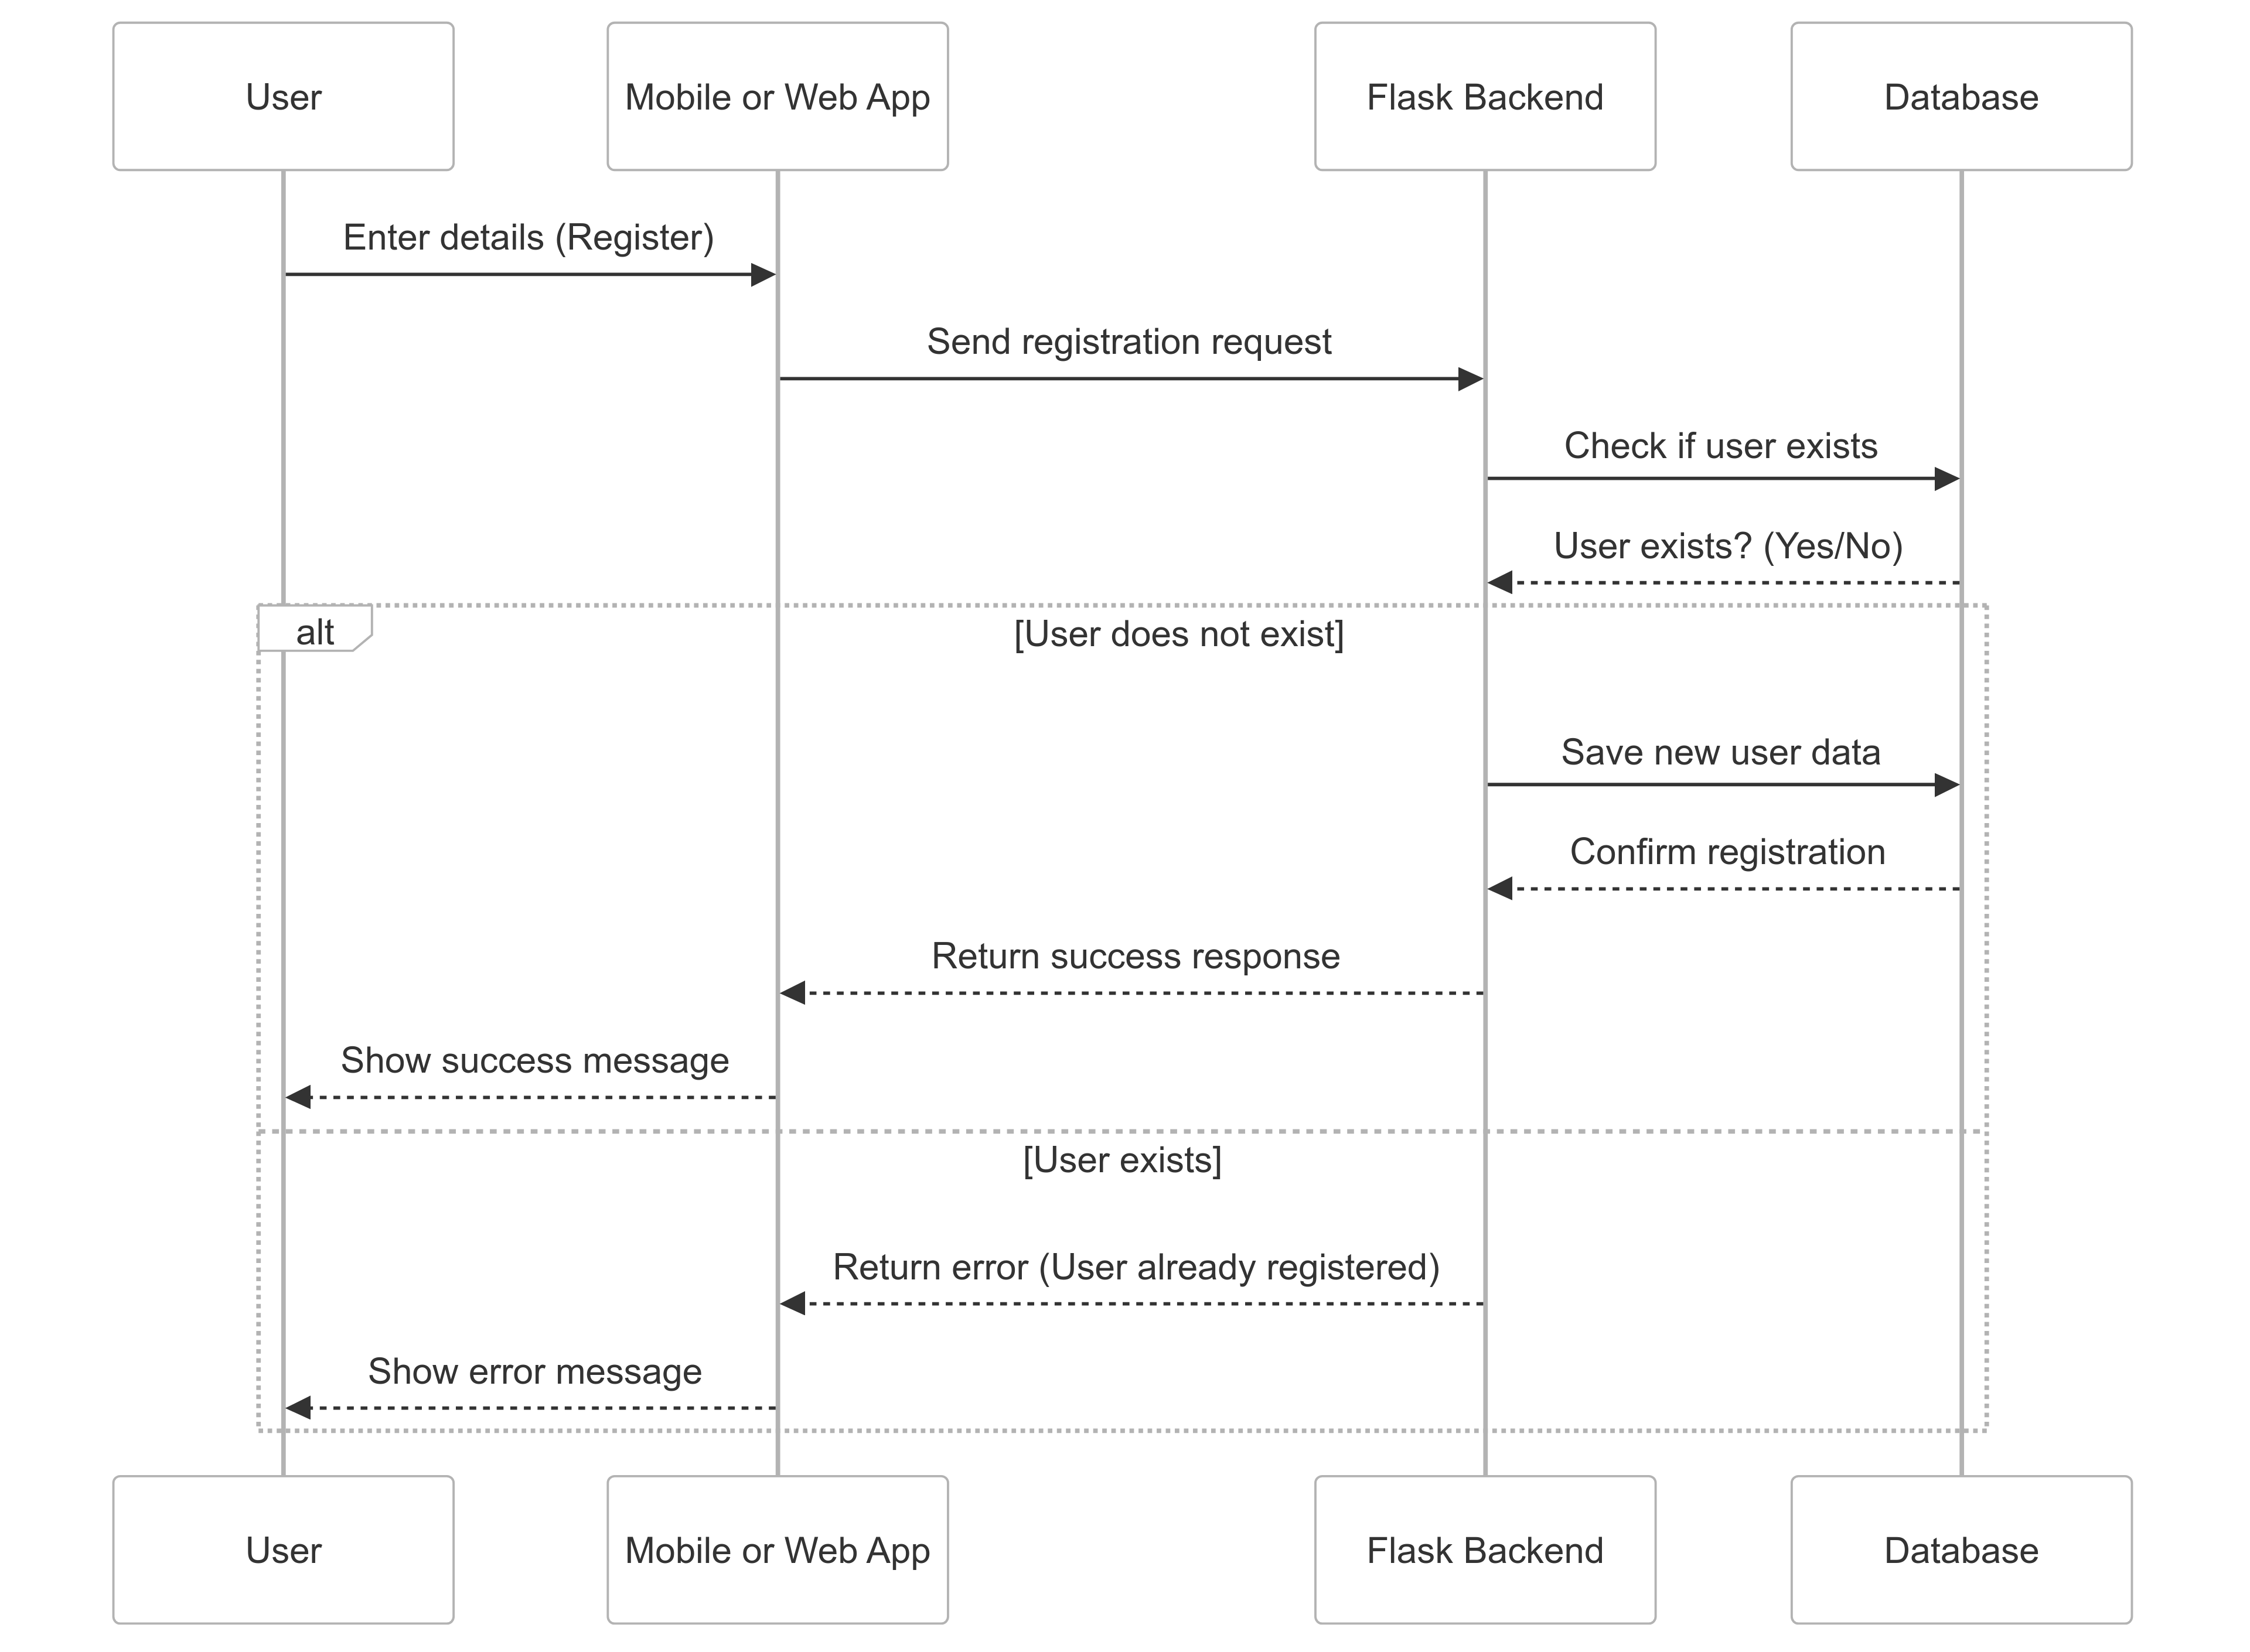 User
Mobile or Web App
Flask Backend
Database
Enter details (Register)
Send registration request
Check if user exists
User exists? (Yes/No)
alt
[User does not exist]
Save new user data
Confirm registration
Return success response
Show success message
[User exists]
Return error (User already registered)
Show error message
User
Mobile or Web App
Flask Backend
Database